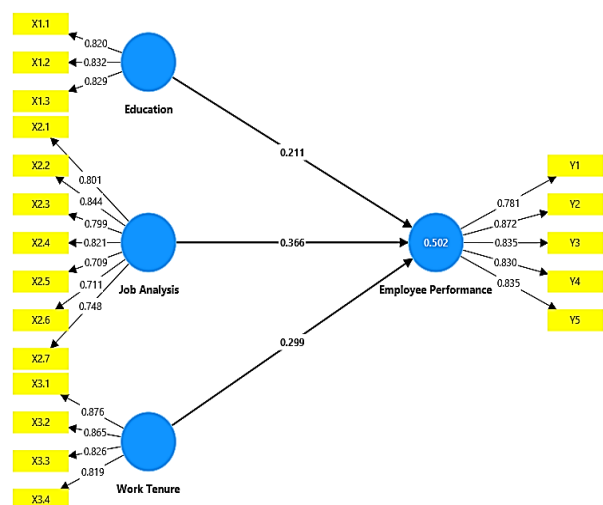 X1.1
0.820
X1.2
0.832
X1.3
0.829
Education
X2.1
0.801
X2.2
0.844
X2.3
0.799
X2.4
0.821
X2.5
0.709
X2.6
0.711
X2.7
0.748
Job Analysis
X3.1
0.876
X3.2
0.865
X3.3
0.826
X3.4
0.819
Work Tenure
0.211
0.366
0.299
0.502
Employee Performance
Y1
0.781
Y2
0.872
Y3
0.835
Y4
0.830
Y5
0.835